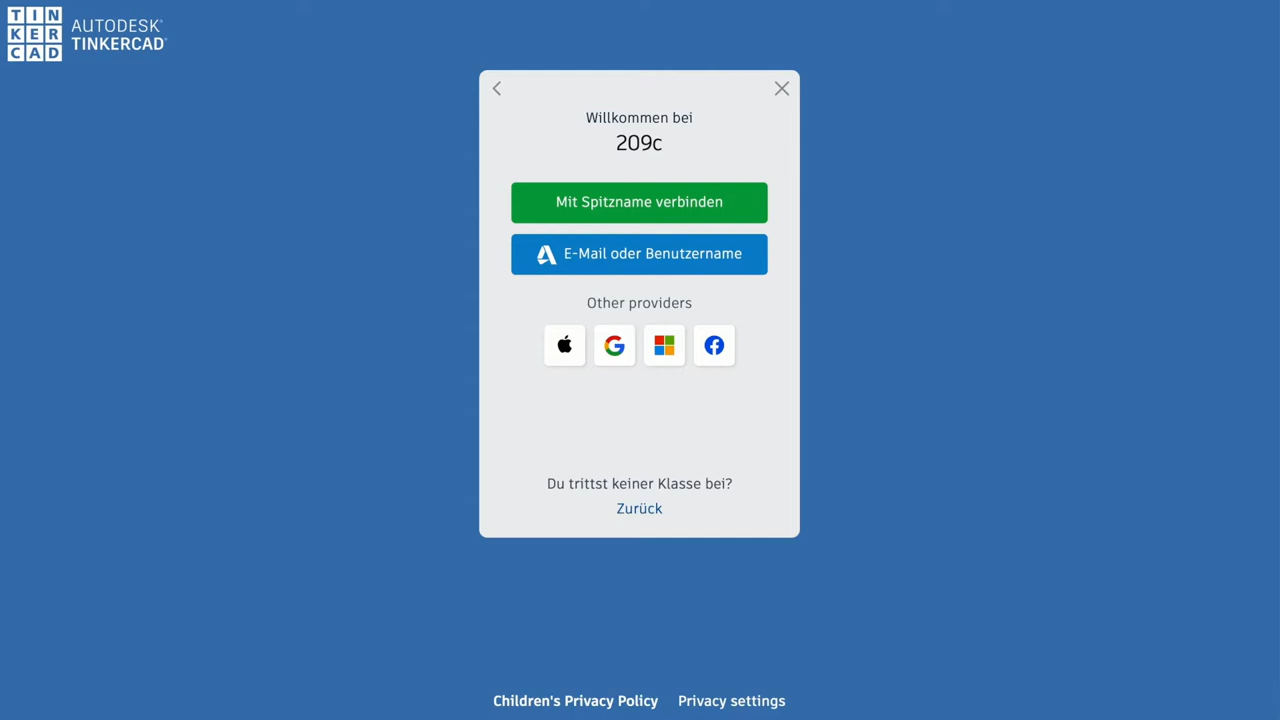 TIN
KER
CAD
AUTODESK®
TINKERCAD®
Willkommen bei
209c
Mit Spitzname verbinden
E-Mail oder Benutzername
Other providers
Du trittst keiner Klasse bei?
Zurück
Children's Privacy Policy Privacy settings